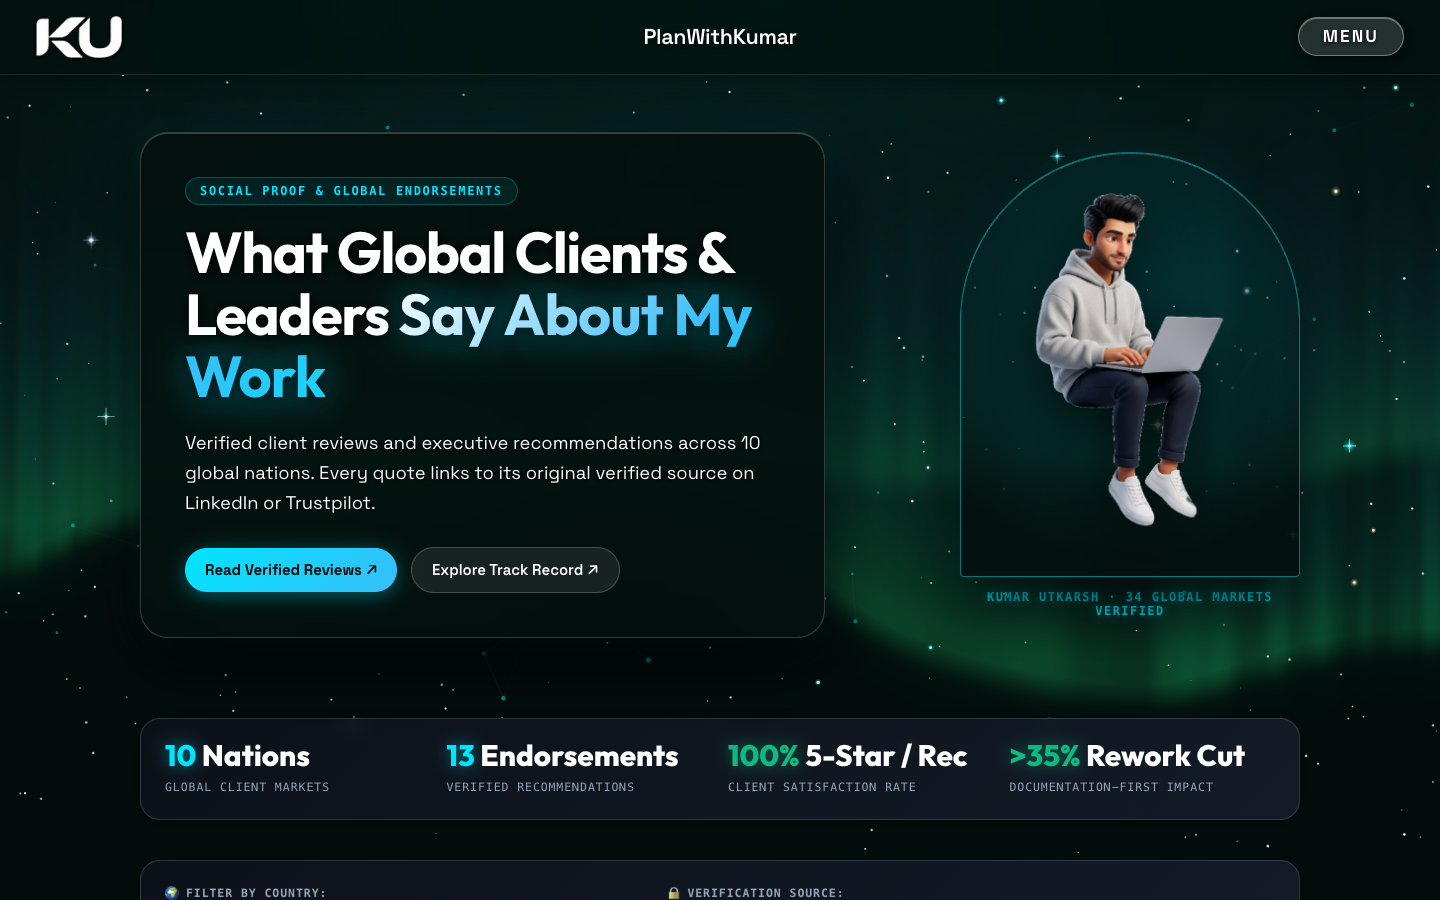 KU
PlanWithKumar
MENU
SOCIAL PROOF & GLOBAL ENDORSEMENTS
What Global Clients &
Leaders Say About My
Work
Verified client reviews and executive recommendations across 10
global nations. Every quote links to its original verified source on
LinkedIn or Trustpilot.
Read Verified Reviews ↗
Explore Track Record ↗
KUMAR UTKARSH · 34 GLOBAL MARKETS
VERIFIED
10 Nations
GLOBAL CLIENT MARKETS
13 Endorsements
VERIFIED RECOMMENDATIONS
100% 5-Star / Rec
CLIENT SATISFACTION RATE
>35% Rework Cut
DOCUMENTATION-FIRST IMPACT
🌍 FILTER BY COUNTRY:
🔒 VERIFICATION SOURCE: